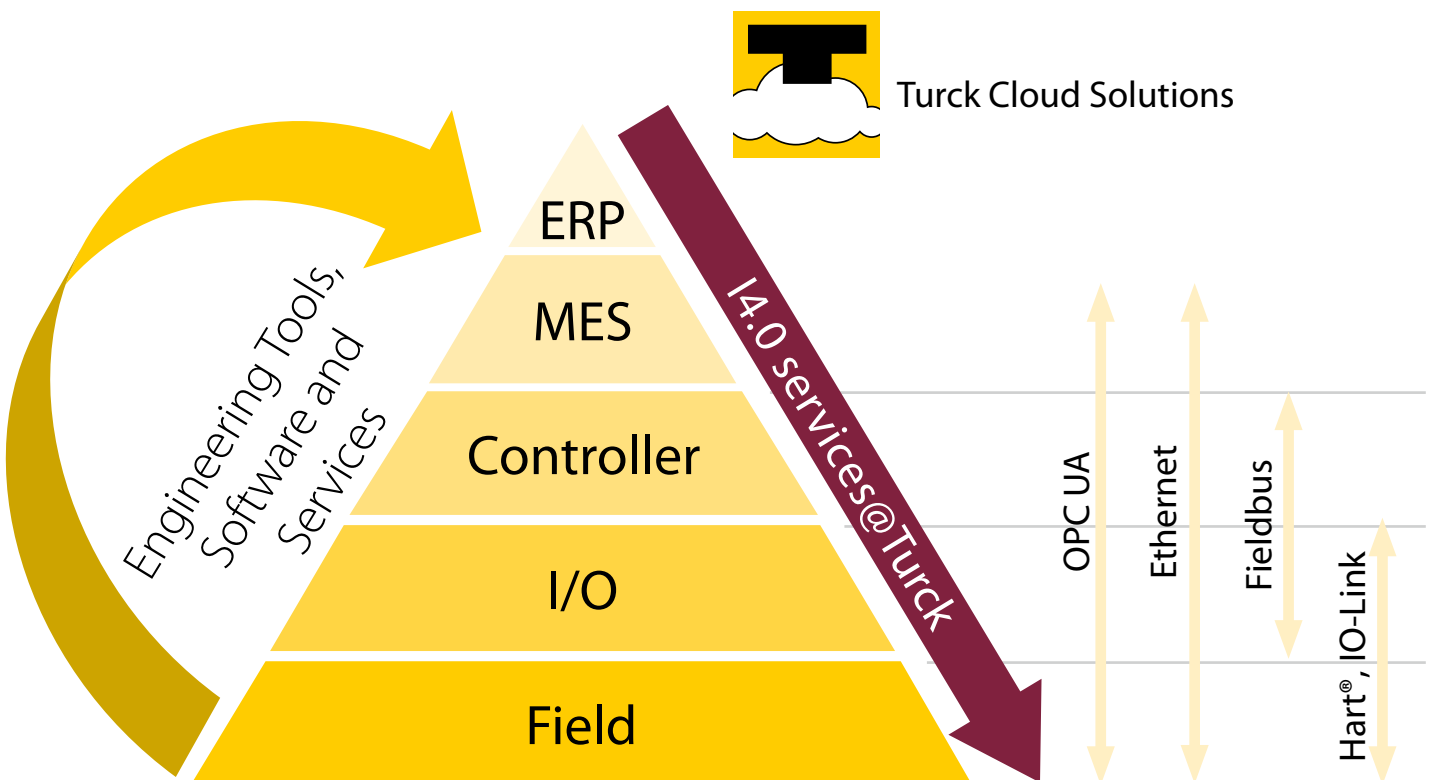 Turck Cloud Solutions
ERP
MES
Controller
I/O
Field
Engineering Tools,
Software and
Services
I4.0 services@Turck
OPC UA
Ethernet
Fieldbus
Hart®, IO-Link